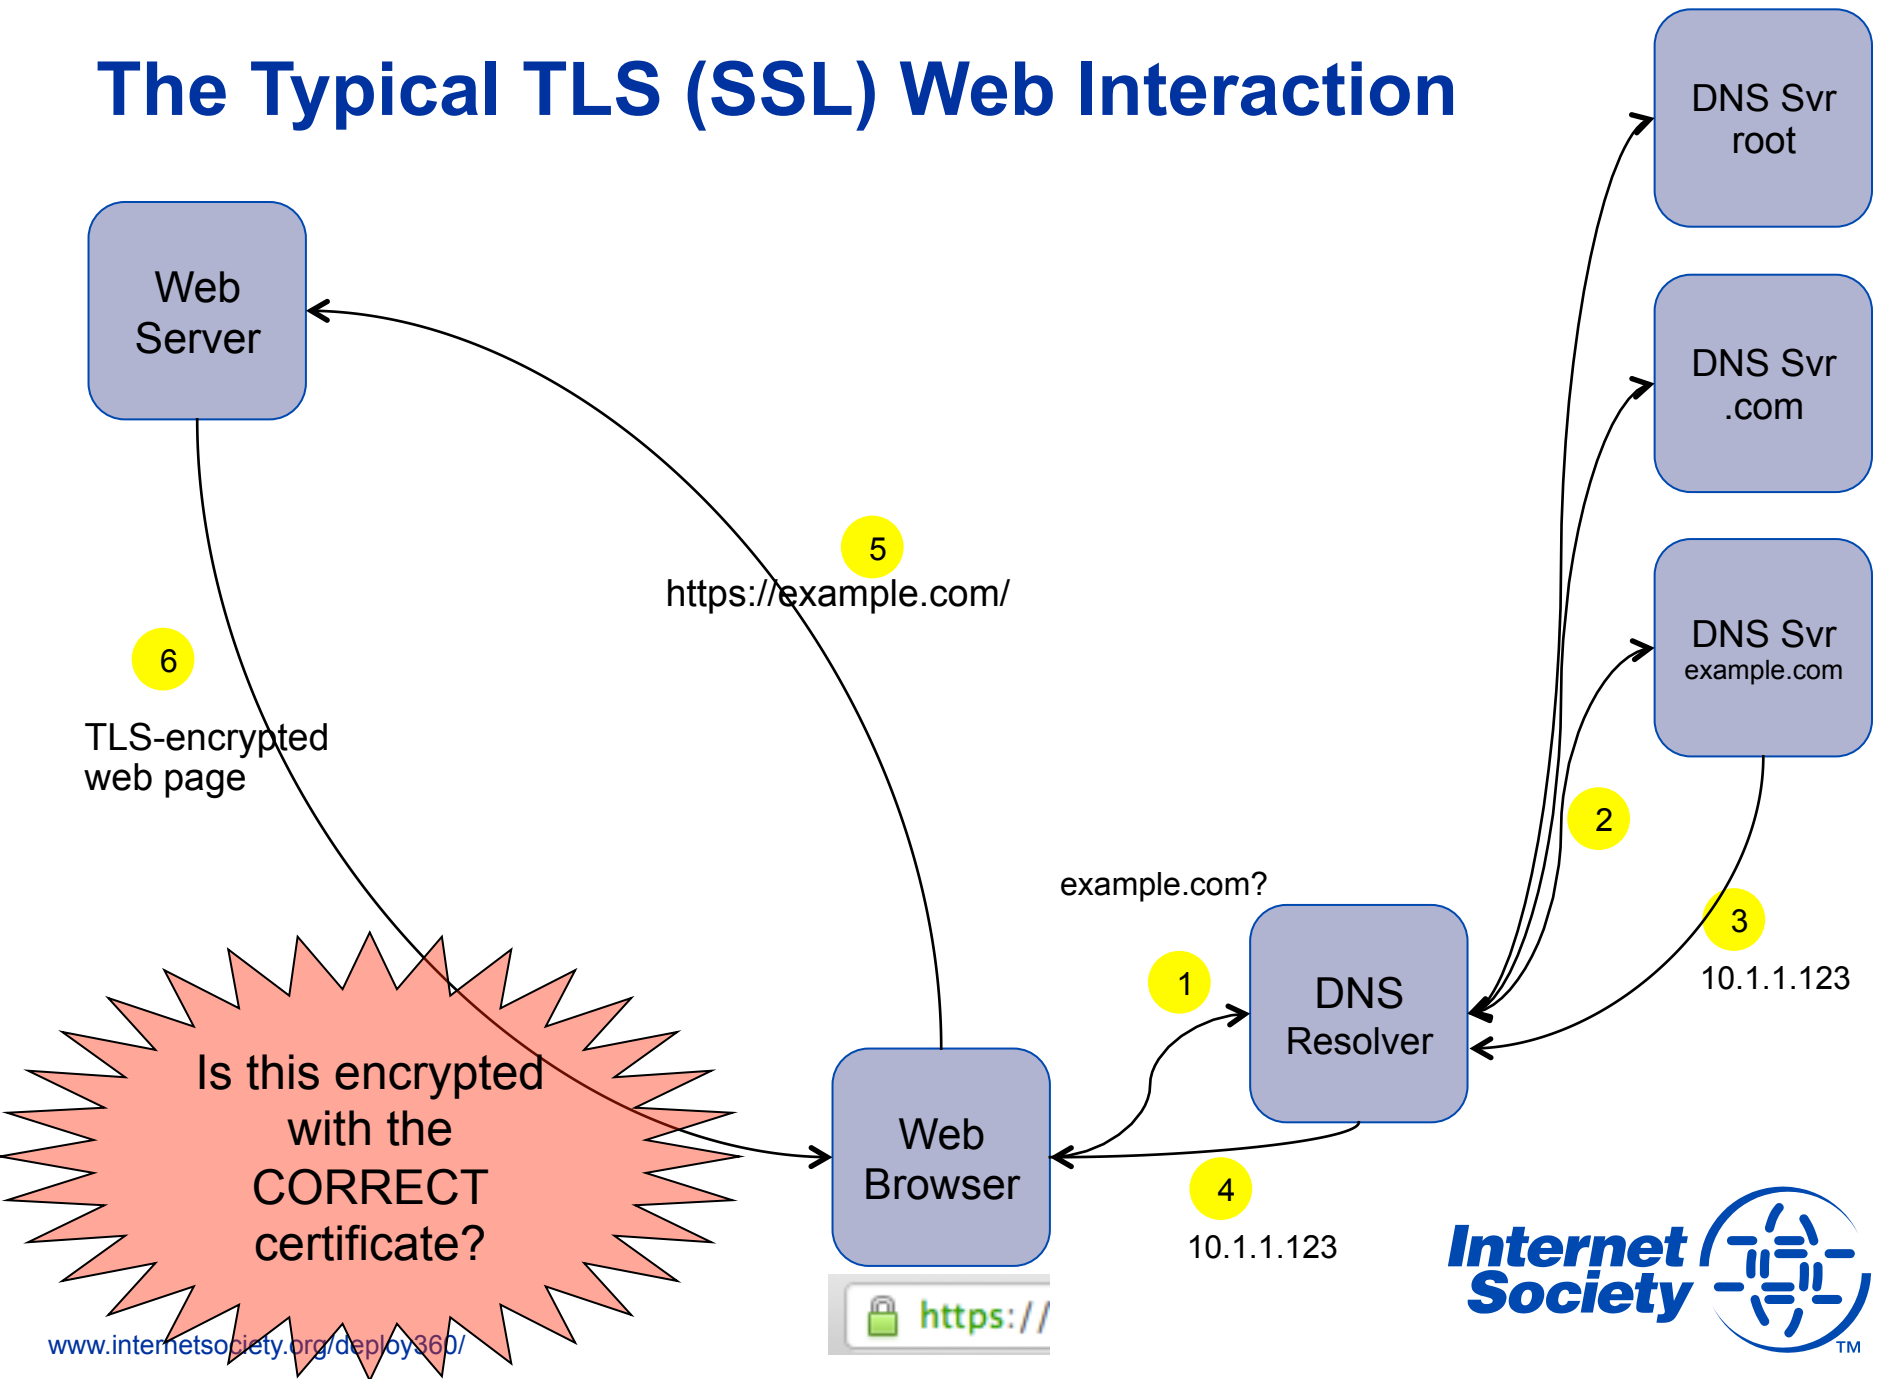 The Typical TLS (SSL) Web Interaction
DNS Svr
root
Web
Server
DNS Svr
.com
5
https://example.com/
DNS Svr
example.com
6
TLS-encrypted
web page
2
example.com?
3
10.1.1.123
1
DNS
Resolver
Is this encrypted
with the
CORRECT
certificate?
Web
Browser
4
10.1.1.123
https://
Internet
Society
TM
www.internetsociety.org/deploy360/